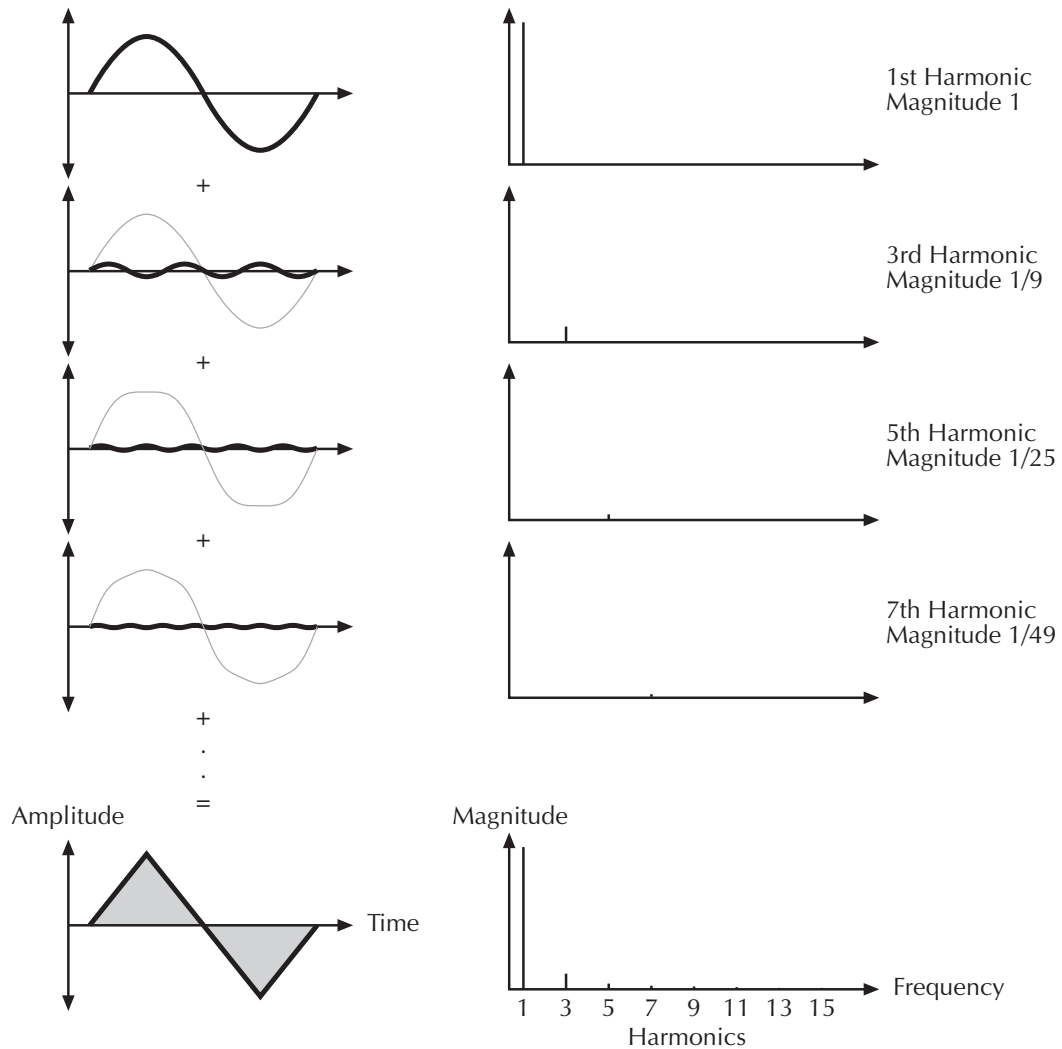 1st Harmonic
Magnitude 1
+
3rd Harmonic
Magnitude 1/9
+
5th Harmonic
Magnitude 1/25
+
7th Harmonic
Magnitude 1/49
+
.
.
=
Amplitude
Time
Magnitude
Frequency
1 3 5 7 9 11 13 15
Harmonics